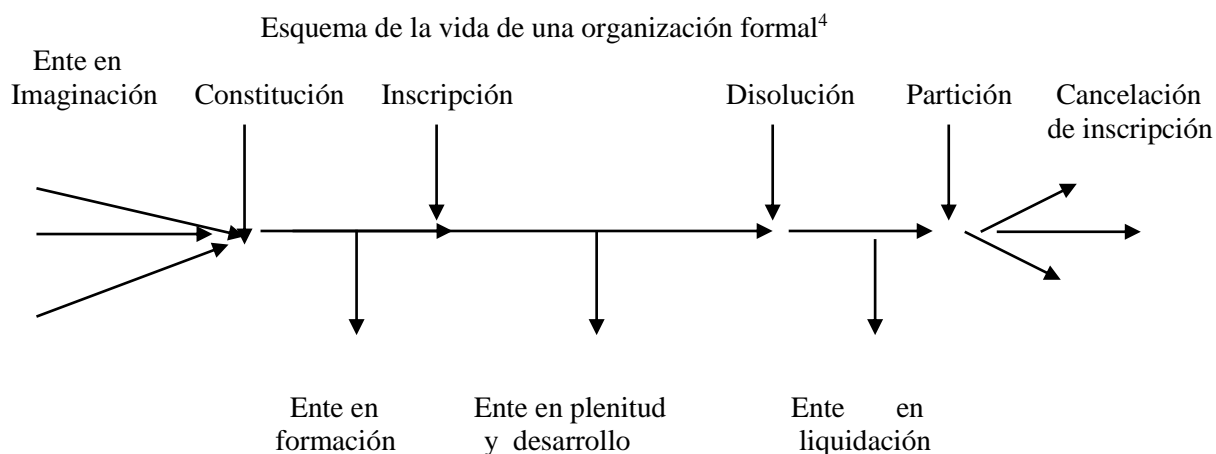 Esquema de la vida de una organización formal⁴
Ente en
Imaginación Constitución Inscripción Disolución Partición Cancelación
de inscripción
Ente en Ente en plenitud Ente en
formación y desarrollo liquidación